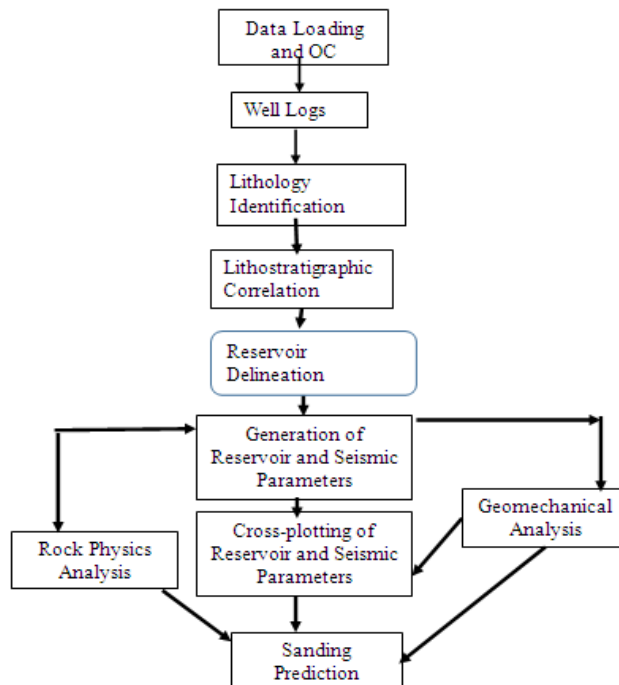 Data Loading
and OC
Well Logs
Lithology
Identification
Lithostratigraphic
Correlation
Reservoir
Delineation
Generation of
Reservoir and Seismic
Parameters
Geomechanical
Analysis
Cross-plotting of
Reservoir and Seismic
Parameters
Rock Physics
Analysis
Sanding
Prediction